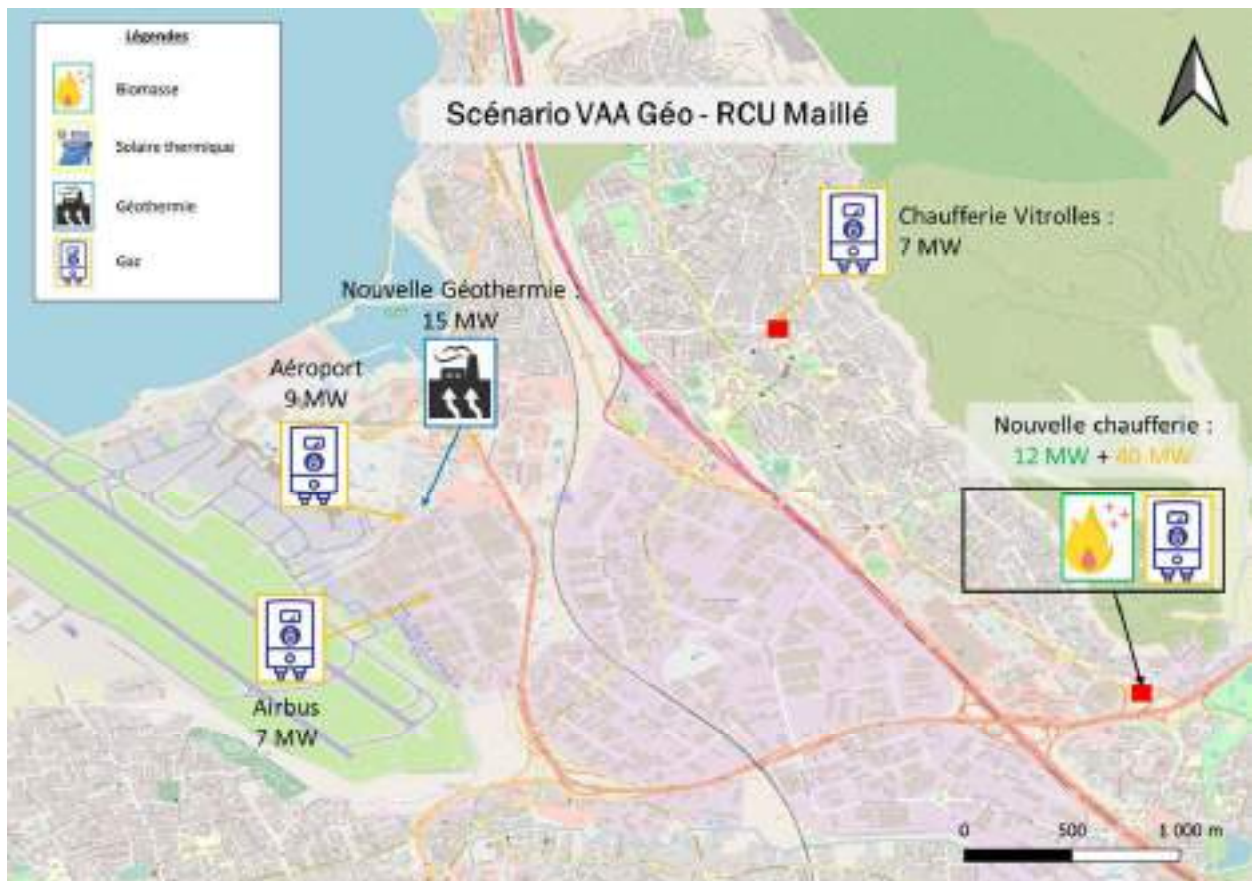 Légendes
Biomasse
Solaire thermique
Géothermie
Gaz
Scénario VAA Géo - RCU Maillé
Chaufferie Vitrolles :
7 MW
Nouvelle Géothermie :
15 MW
Aéroport
9 MW
Nouvelle chaufferie :
12 MW + 40 MW
Airbus
7 MW
0 500 1 000 m